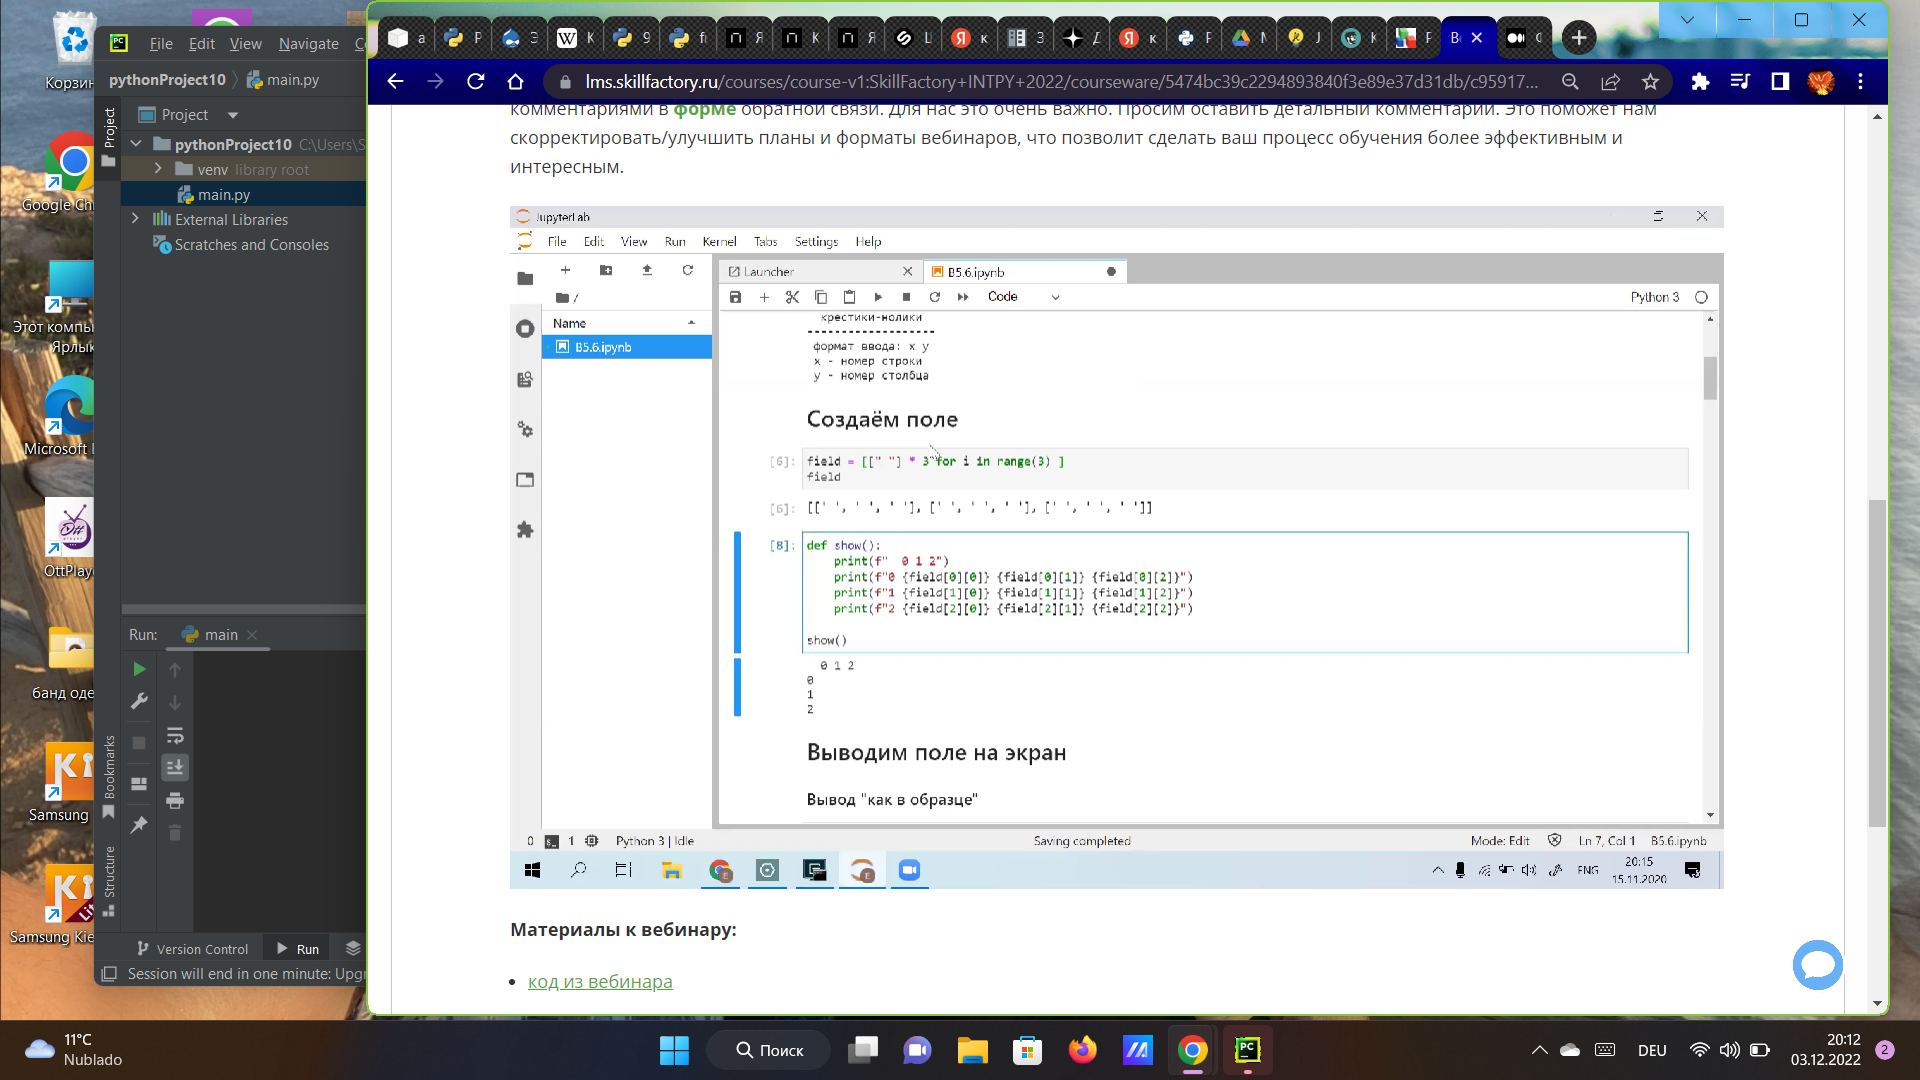 Корзин
Google Ch
Этот компь
Ярлык
Microsoft
OttPlay
банд оде
Samsung
Samsung Kie
PC File Edit View Navigate
pythonProject10 main.py
Project
Project
pythonProject10 C:\Users\S
venv library root
main.py
External Libraries
Scratches and Consoles
Run: main
Bookmarks
Structure
Version Control Run
Session will end in one minute: Upgr
lms.skillfactory.ru/courses/course-v1:SkillFactory+INTPY+2022/courseware/5474bc39c2294893840f3e89e37d31db/c95917...
комментариями в форме обратной связи. Для нас это очень важно. Просим оставить детальный комментарий. Это поможет нам
скорректировать/улучшить планы и форматы вебинаров, что позволит сделать ваш процесс обучения более эффективным и
интересным.
JupyterLab
File Edit View Run Kernel Tabs Settings Help
Launcher B5.6.ipynb
Code Python 3
/
Name
B5.6.ipynb
крестики-нолики
--------------------
формат ввода: x y
x - номер строки
y - номер столбца
Создаём поле
[6]: field = [[" "] * 3 for i in range(3) ]
field
[6]: [[' ', ' ', ' '], [' ', ' ', ' '], [' ', ' ', ' ']]
[8]: def show():
print(f"  0 1 2")
print(f"0 {field[0][0]} {field[0][1]} {field[0][2]}")
print(f"1 {field[1][0]} {field[1][1]} {field[1][2]}")
print(f"2 {field[2][0]} {field[2][1]} {field[2][2]}")
show()
0 1 2
0
1
2
Выводим поле на экран
Вывод "как в образце"
0 1 Python 3 | Idle Saving completed Mode: Edit Ln 7, Col 1 B5.6.ipynb
ENG 20:15
15.11.2020
Материалы к вебинару:
код из вебинара
11°C
Nublado
Поиск
DEU
20:12
03.12.2022
2